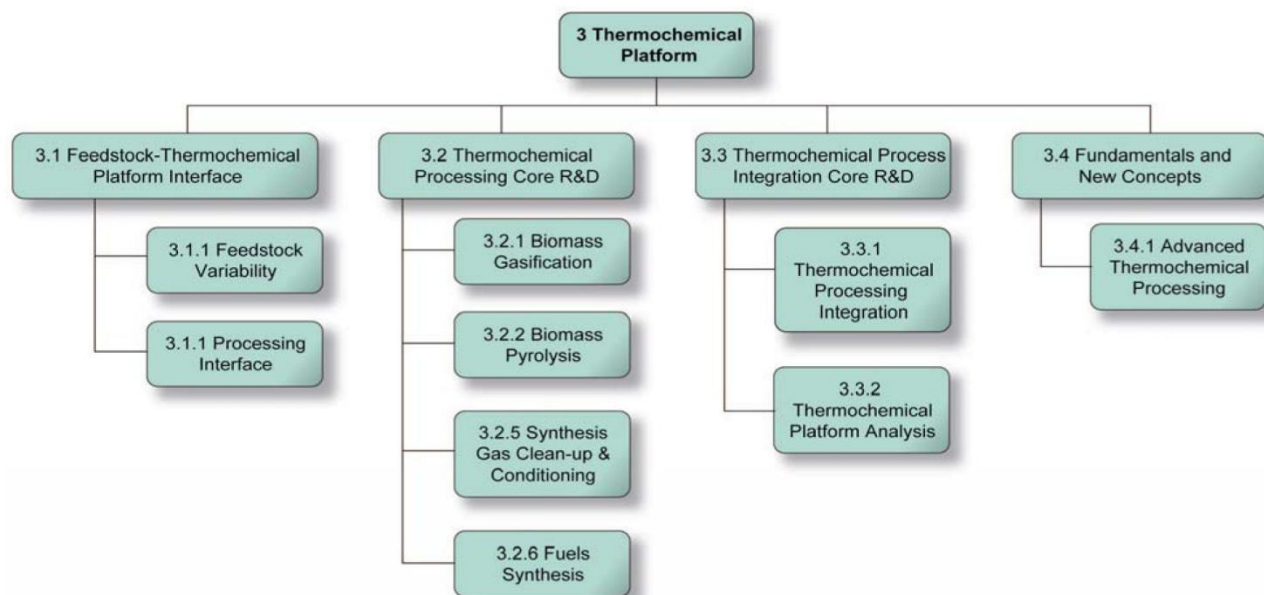 3 Thermochemical
Platform
3.1 Feedstock-Thermochemical
Platform Interface
3.1.1 Feedstock
Variability
3.1.1 Processing
Interface
3.2 Thermochemical
Processing Core R&D
3.2.1 Biomass
Gasification
3.2.2 Biomass
Pyrolysis
3.2.5 Synthesis
Gas Clean-up &
Conditioning
3.2.6 Fuels
Synthesis
3.3 Thermochemical Process
Integration Core R&D
3.3.1
Thermochemical
Processing
Integration
3.3.2
Thermochemical
Platform Analysis
3.4 Fundamentals and
New Concepts
3.4.1 Advanced
Thermochemical
Processing